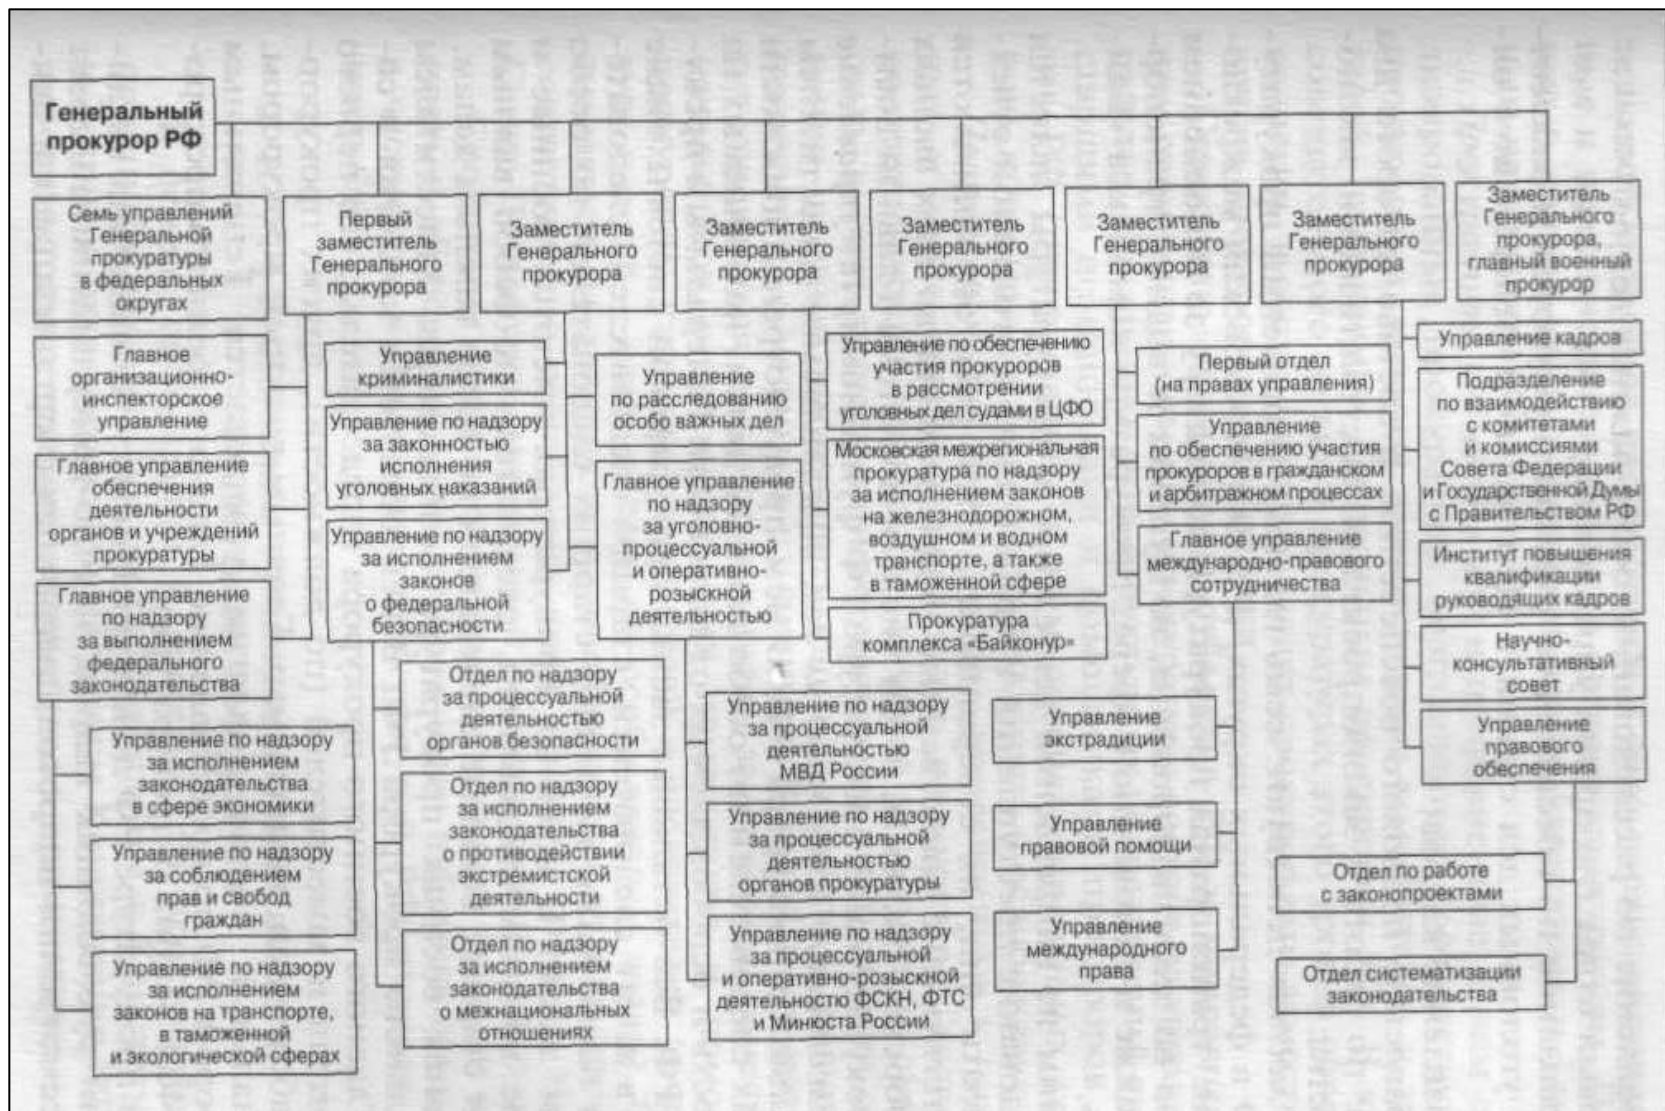 Генеральный
прокурор РФ
Семь управлений
Генеральной
прокуратуры
в федеральных
округах
Первый
заместитель
Генерального
прокурора
Заместитель
Генерального
прокурора
Заместитель
Генерального
прокурора
Заместитель
Генерального
прокурора
Заместитель
Генерального
прокурора
Заместитель
Генерального
прокурора
Заместитель
Генерального
прокурора,
главный военный
прокурор
Главное
организационно-
инспекторское
управление
Главное управление
обеспечения
деятельности
органов и учреждений
прокуратуры
Главное управление
по надзору
за выполнением
федерального
законодательства
Управление по надзору
за исполнением
законодательства
в сфере экономики
Управление по надзору
за соблюдением
прав и свобод
граждан
Управление по надзору
за исполнением
законов на транспорте,
в таможенной
и экологической сферах
Управление
криминалистики
Управление по надзору
за законностью
исполнения
уголовных наказаний
Управление по надзору
за исполнением
законов
о федеральной
безопасности
Отдел по надзору
за процессуальной
деятельностью
органов безопасности
Отдел по надзору
за исполнением
законодательства
о противодействии
экстремистской
деятельности
Отдел по надзору
за исполнением
законодательства
о межнациональных
отношениях
Управление
по расследованию
особо важных дел
Главное управление
по надзору
за уголовно-
процессуальной
и оперативно-
розыскной
деятельностью
Управление по надзору
за процессуальной
деятельностью
МВД России
Управление по надзору
за процессуальной
деятельностью
органов прокуратуры
Управление по надзору
за процессуальной
и оперативно-розыскной
деятельностью ФСКН, ФТС
и Минюста России
Управление по обеспечению
участия прокуроров
в рассмотрении
уголовных дел судами в ЦФО
Московская межрегиональная
прокуратура по надзору
за исполнением законов
на железнодорожном,
воздушном и водном
транспорте, а также
в таможенной сфере
Прокуратура
комплекса «Байконур»
Первый отдел
(на правах управления)
Управление
по обеспечению участия
прокуроров в гражданском
и арбитражном процессах
Главное управление
международно-правового
сотрудничества
Управление
экстрадиции
Управление
правовой помощи
Управление
международного
права
Управление кадров
Подразделение
по взаимодействию
с комитетами
и комиссиями
Совета Федерации
и Государственной Думы
с Правительством РФ
Институт повышения
квалификации
руководящих кадров
Научно-
консультативный
совет
Управление
правового
обеспечения
Отдел по работе
с законопроектами
Отдел систематизации
законодательства